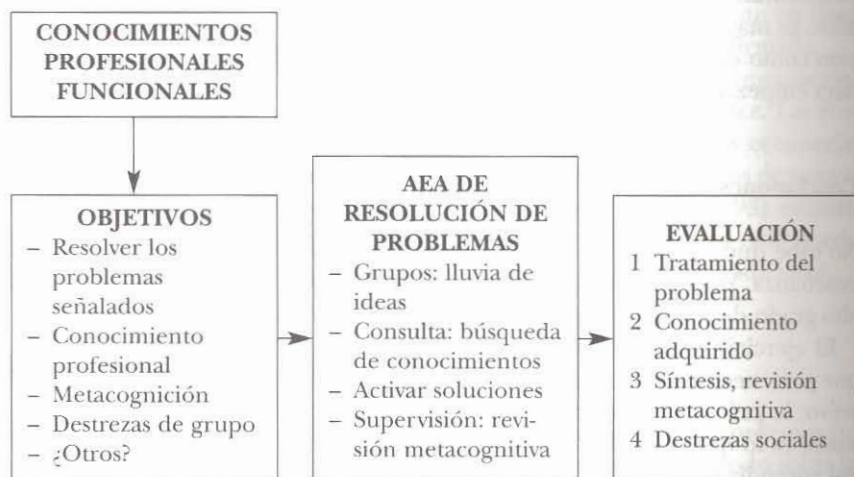 CONOCIMIENTOS
PROFESIONALES
FUNCIONALES
OBJETIVOS
– Resolver los
problemas
señalados
– Conocimiento
profesional
– Metacognición
– Destrezas de grupo
– ¿Otros?
AEA DE
RESOLUCIÓN DE
PROBLEMAS
– Grupos: lluvia de
ideas
– Consulta: búsqueda
de conocimientos
– Activar soluciones
– Supervisión: revi-
sión metacognitiva
EVALUACIÓN
1 Tratamiento del
problema
2 Conocimiento
adquirido
3 Síntesis, revisión
metacognitiva
4 Destrezas sociales